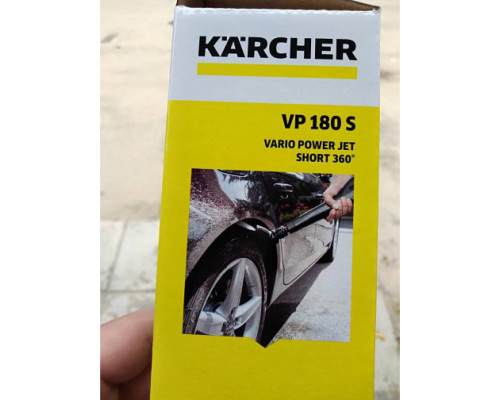 KÄRCHER
VP 180 S
VARIO POWER JET
SHORT 360°